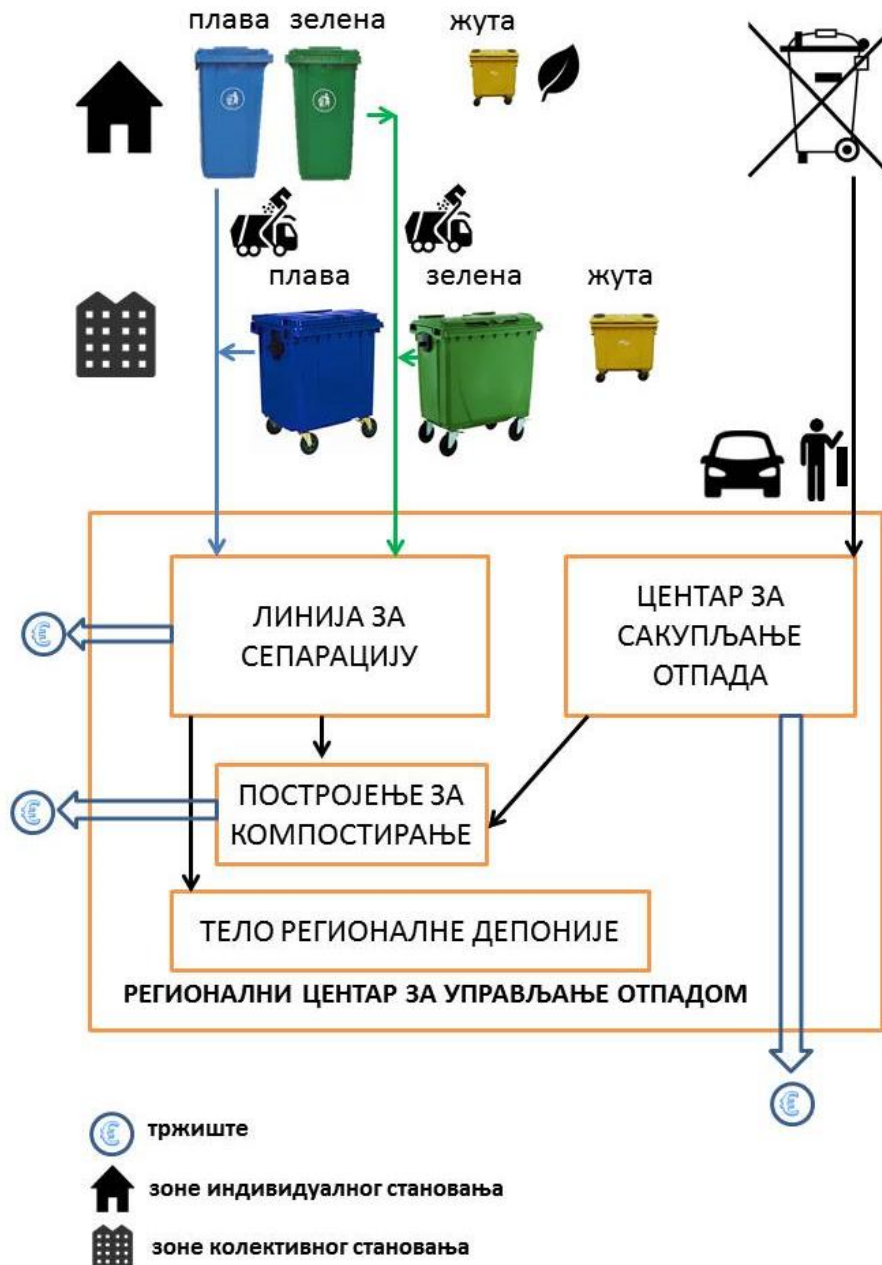 плава зелена жута
плава зелена жута
ЛИНИЈА ЗА
СЕПАРАЦИЈУ
ЦЕНТАР ЗА
САКУПЉАЊЕ
ОТПАДА
ПОСТРОЈЕЊЕ ЗА
КОМПОСТИРАЊЕ
ТЕЛО РЕГИОНАЛНЕ ДЕПОНИЈЕ
РЕГИОНАЛНИ ЦЕНТАР ЗА УПРАВЉАЊЕ ОТПАДОМ
тржиште
зоне индивидуалног становања
зоне колективног становања